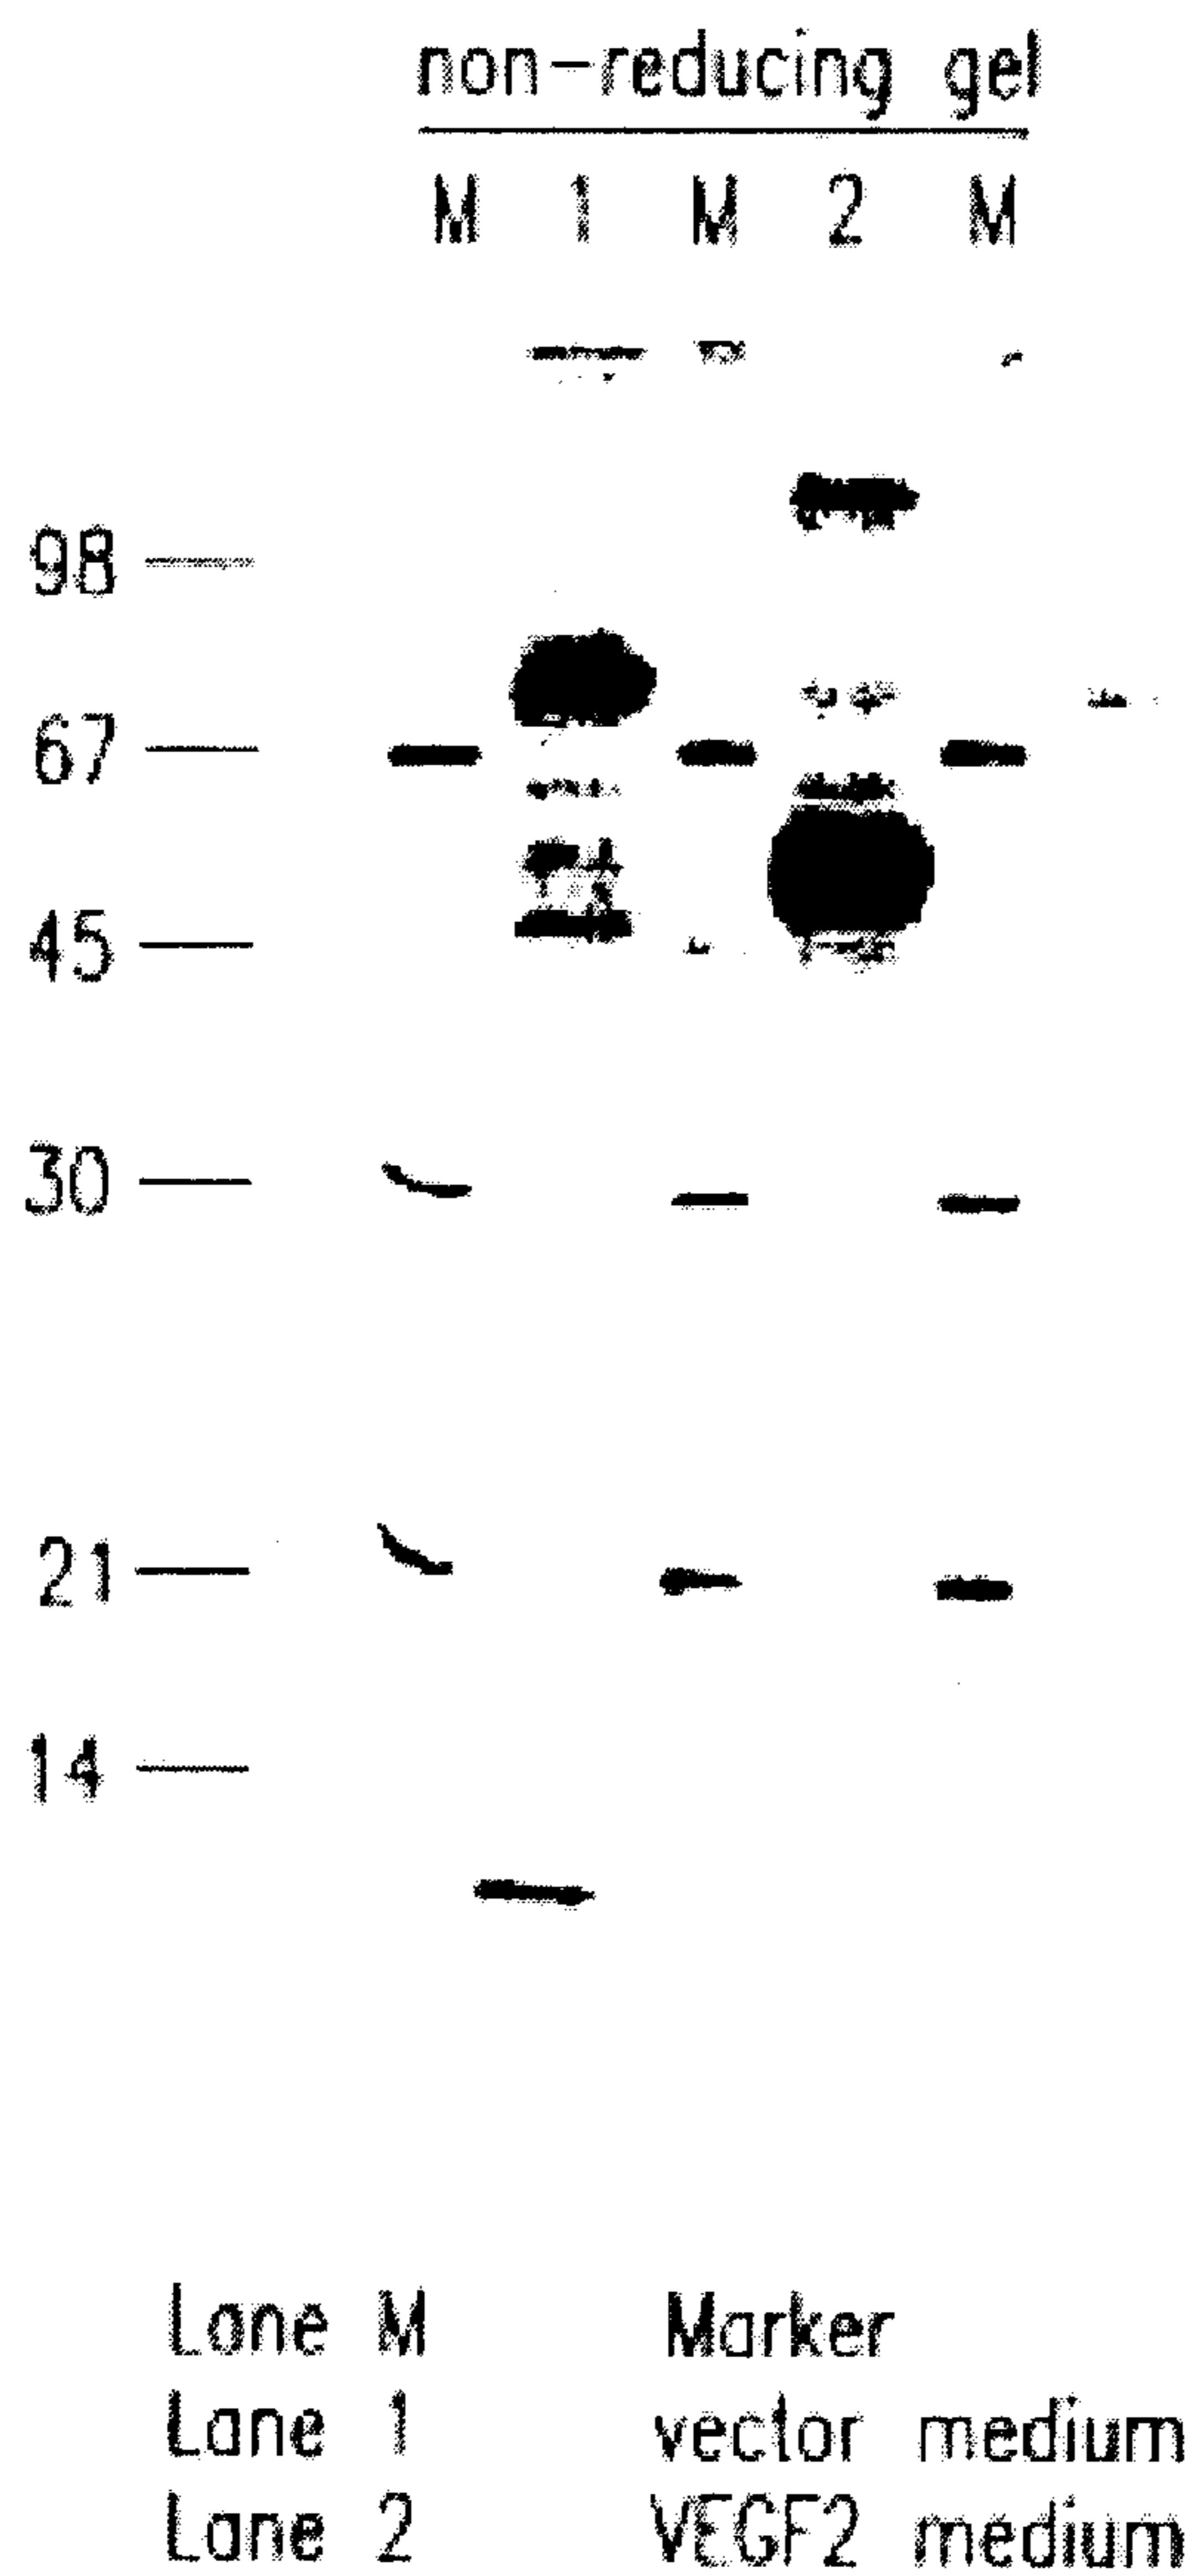 non-reducing gel
M 1 M 2 M
98
67
45
30
21
14
Lane M Marker
Lane 1 vector medium
Lane 2 VEGF2 medium